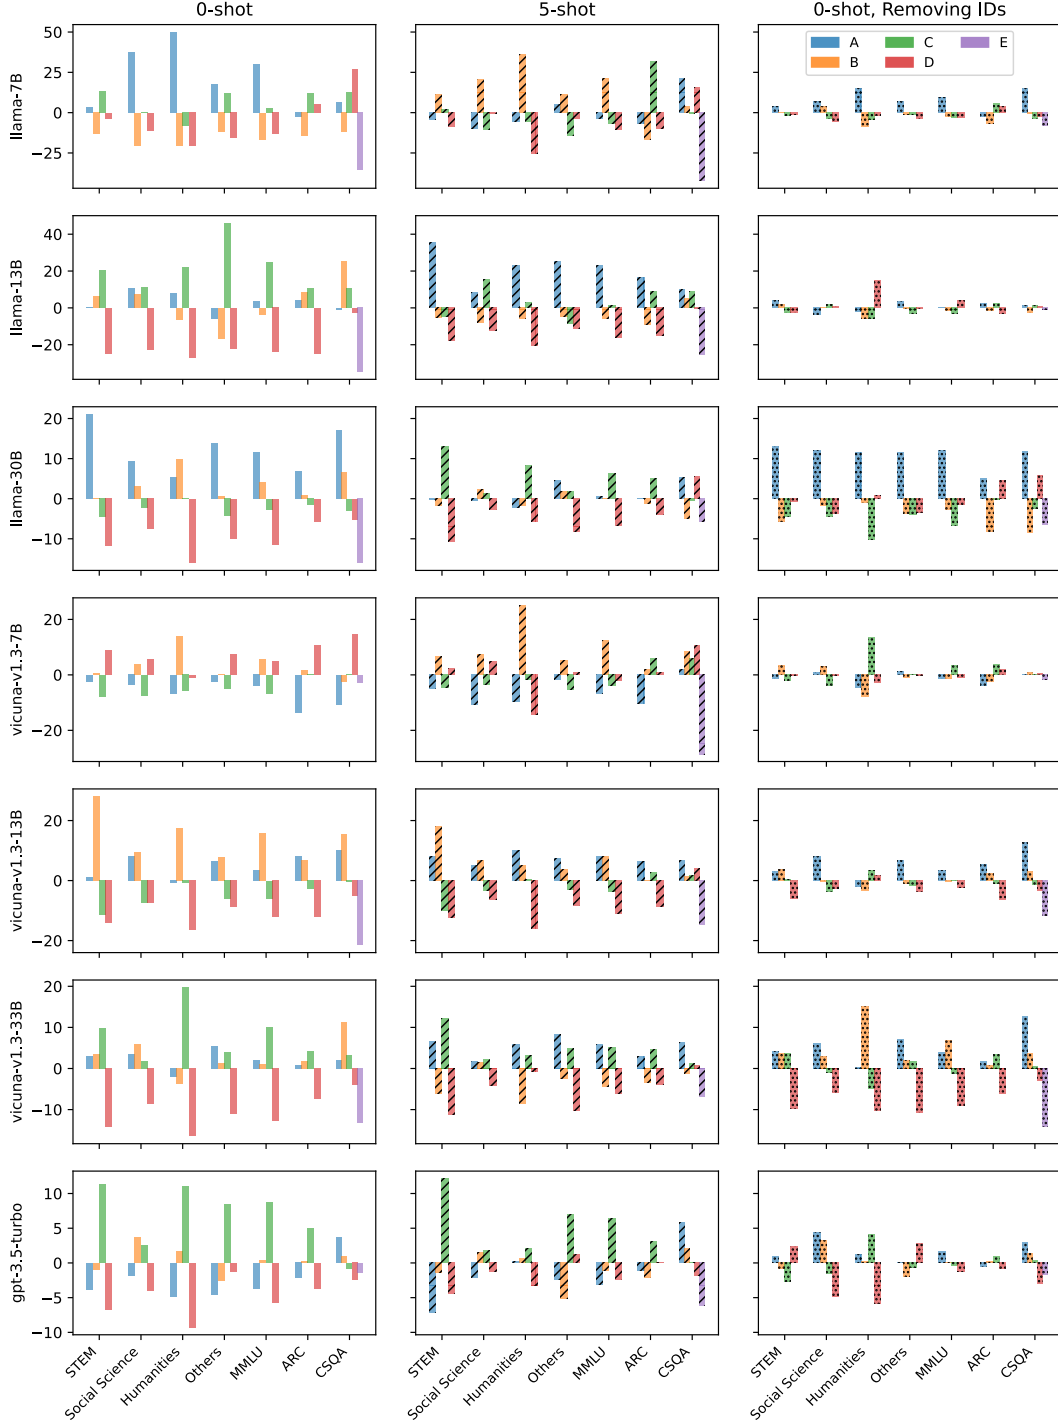 0-shot
5-shot
0-shot, Removing IDs
llama-7B
50
25
0
−25
A
B
C
D
E
llama-13B
40
20
0
−20
llama-30B
20
10
0
−10
vicuna-v1.3-7B
20
0
−20
vicuna-v1.3-13B
20
0
−20
vicuna-v1.3-33B
20
10
0
−10
gpt-3.5-turbo
10
5
0
−5
−10
STEM
Social Science
Humanities
Others
MMLU
ARC
CSQA
STEM
Social Science
Humanities
Others
MMLU
ARC
CSQA
STEM
Social Science
Humanities
Others
MMLU
ARC
CSQA